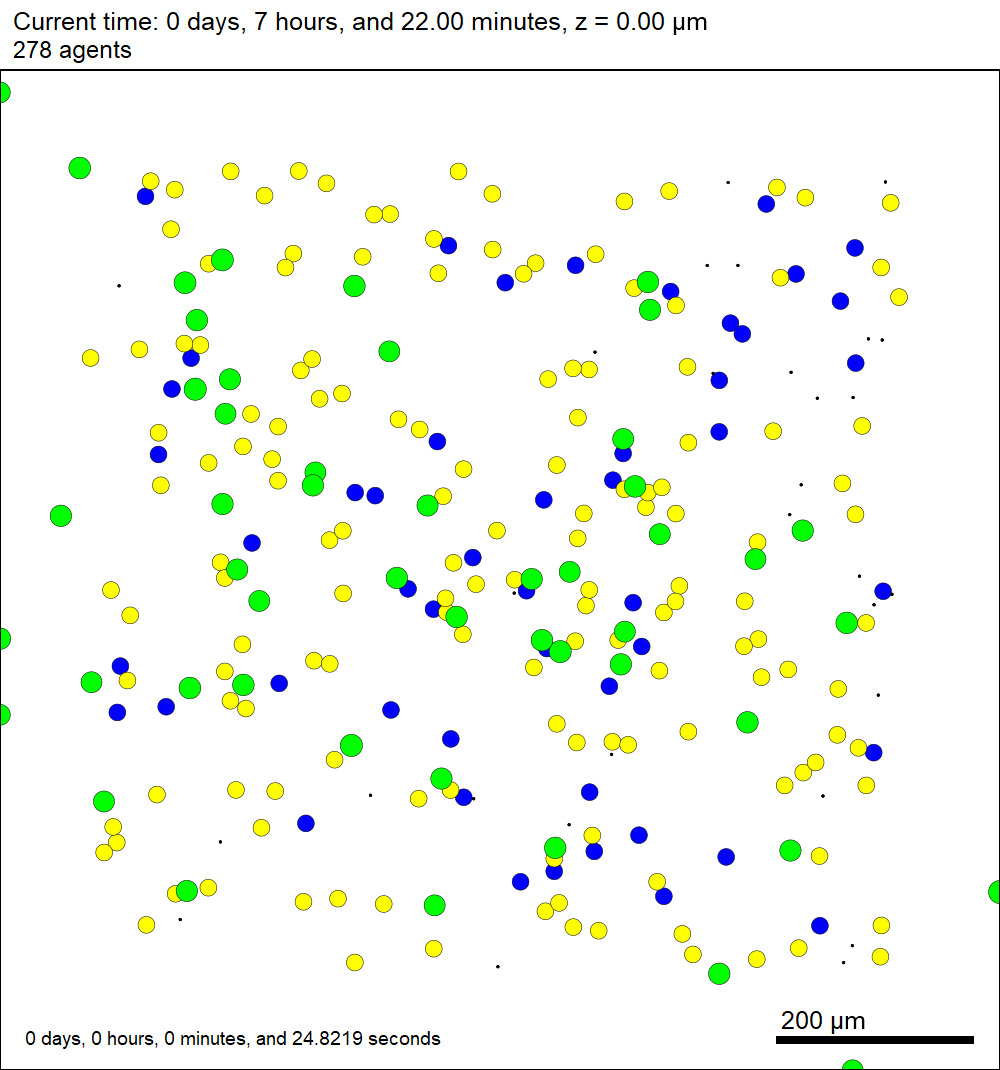 Current time: 0 days, 7 hours, and 22.00 minutes, z = 0.00 μm
278 agents
200 μm
0 days, 0 hours, 0 minutes, and 24.8219 seconds